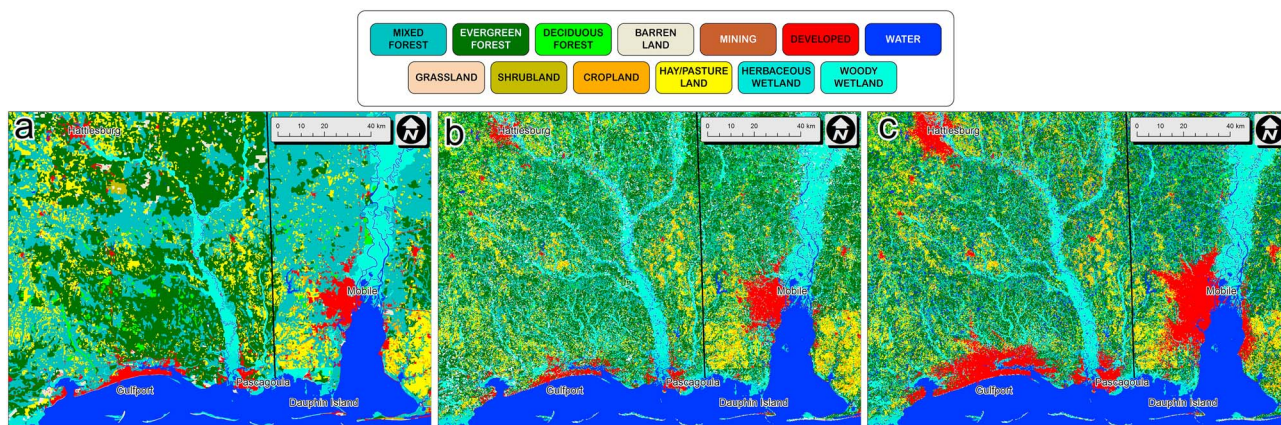 MIXED FOREST
EVERGREEN FOREST
DECIDUOUS FOREST
BARREN LAND
MINING
DEVELOPED
WATER
GRASSLAND
SHRUBLAND
CROPLAND
HAY/PASTURE LAND
HERBACEOUS WETLAND
WOODY WETLAND
a
Hattiesburg
0 10 20 40 km
N
Mobile
Gulfport
Pascagoula
Dauphin Island
b
Hattiesburg
0 10 20 40 km
N
Mobile
Gulfport
Pascagoula
Dauphin Island
c
Hattiesburg
0 10 20 40 km
N
Mobile
Gulfport
Pascagoula
Dauphin Island